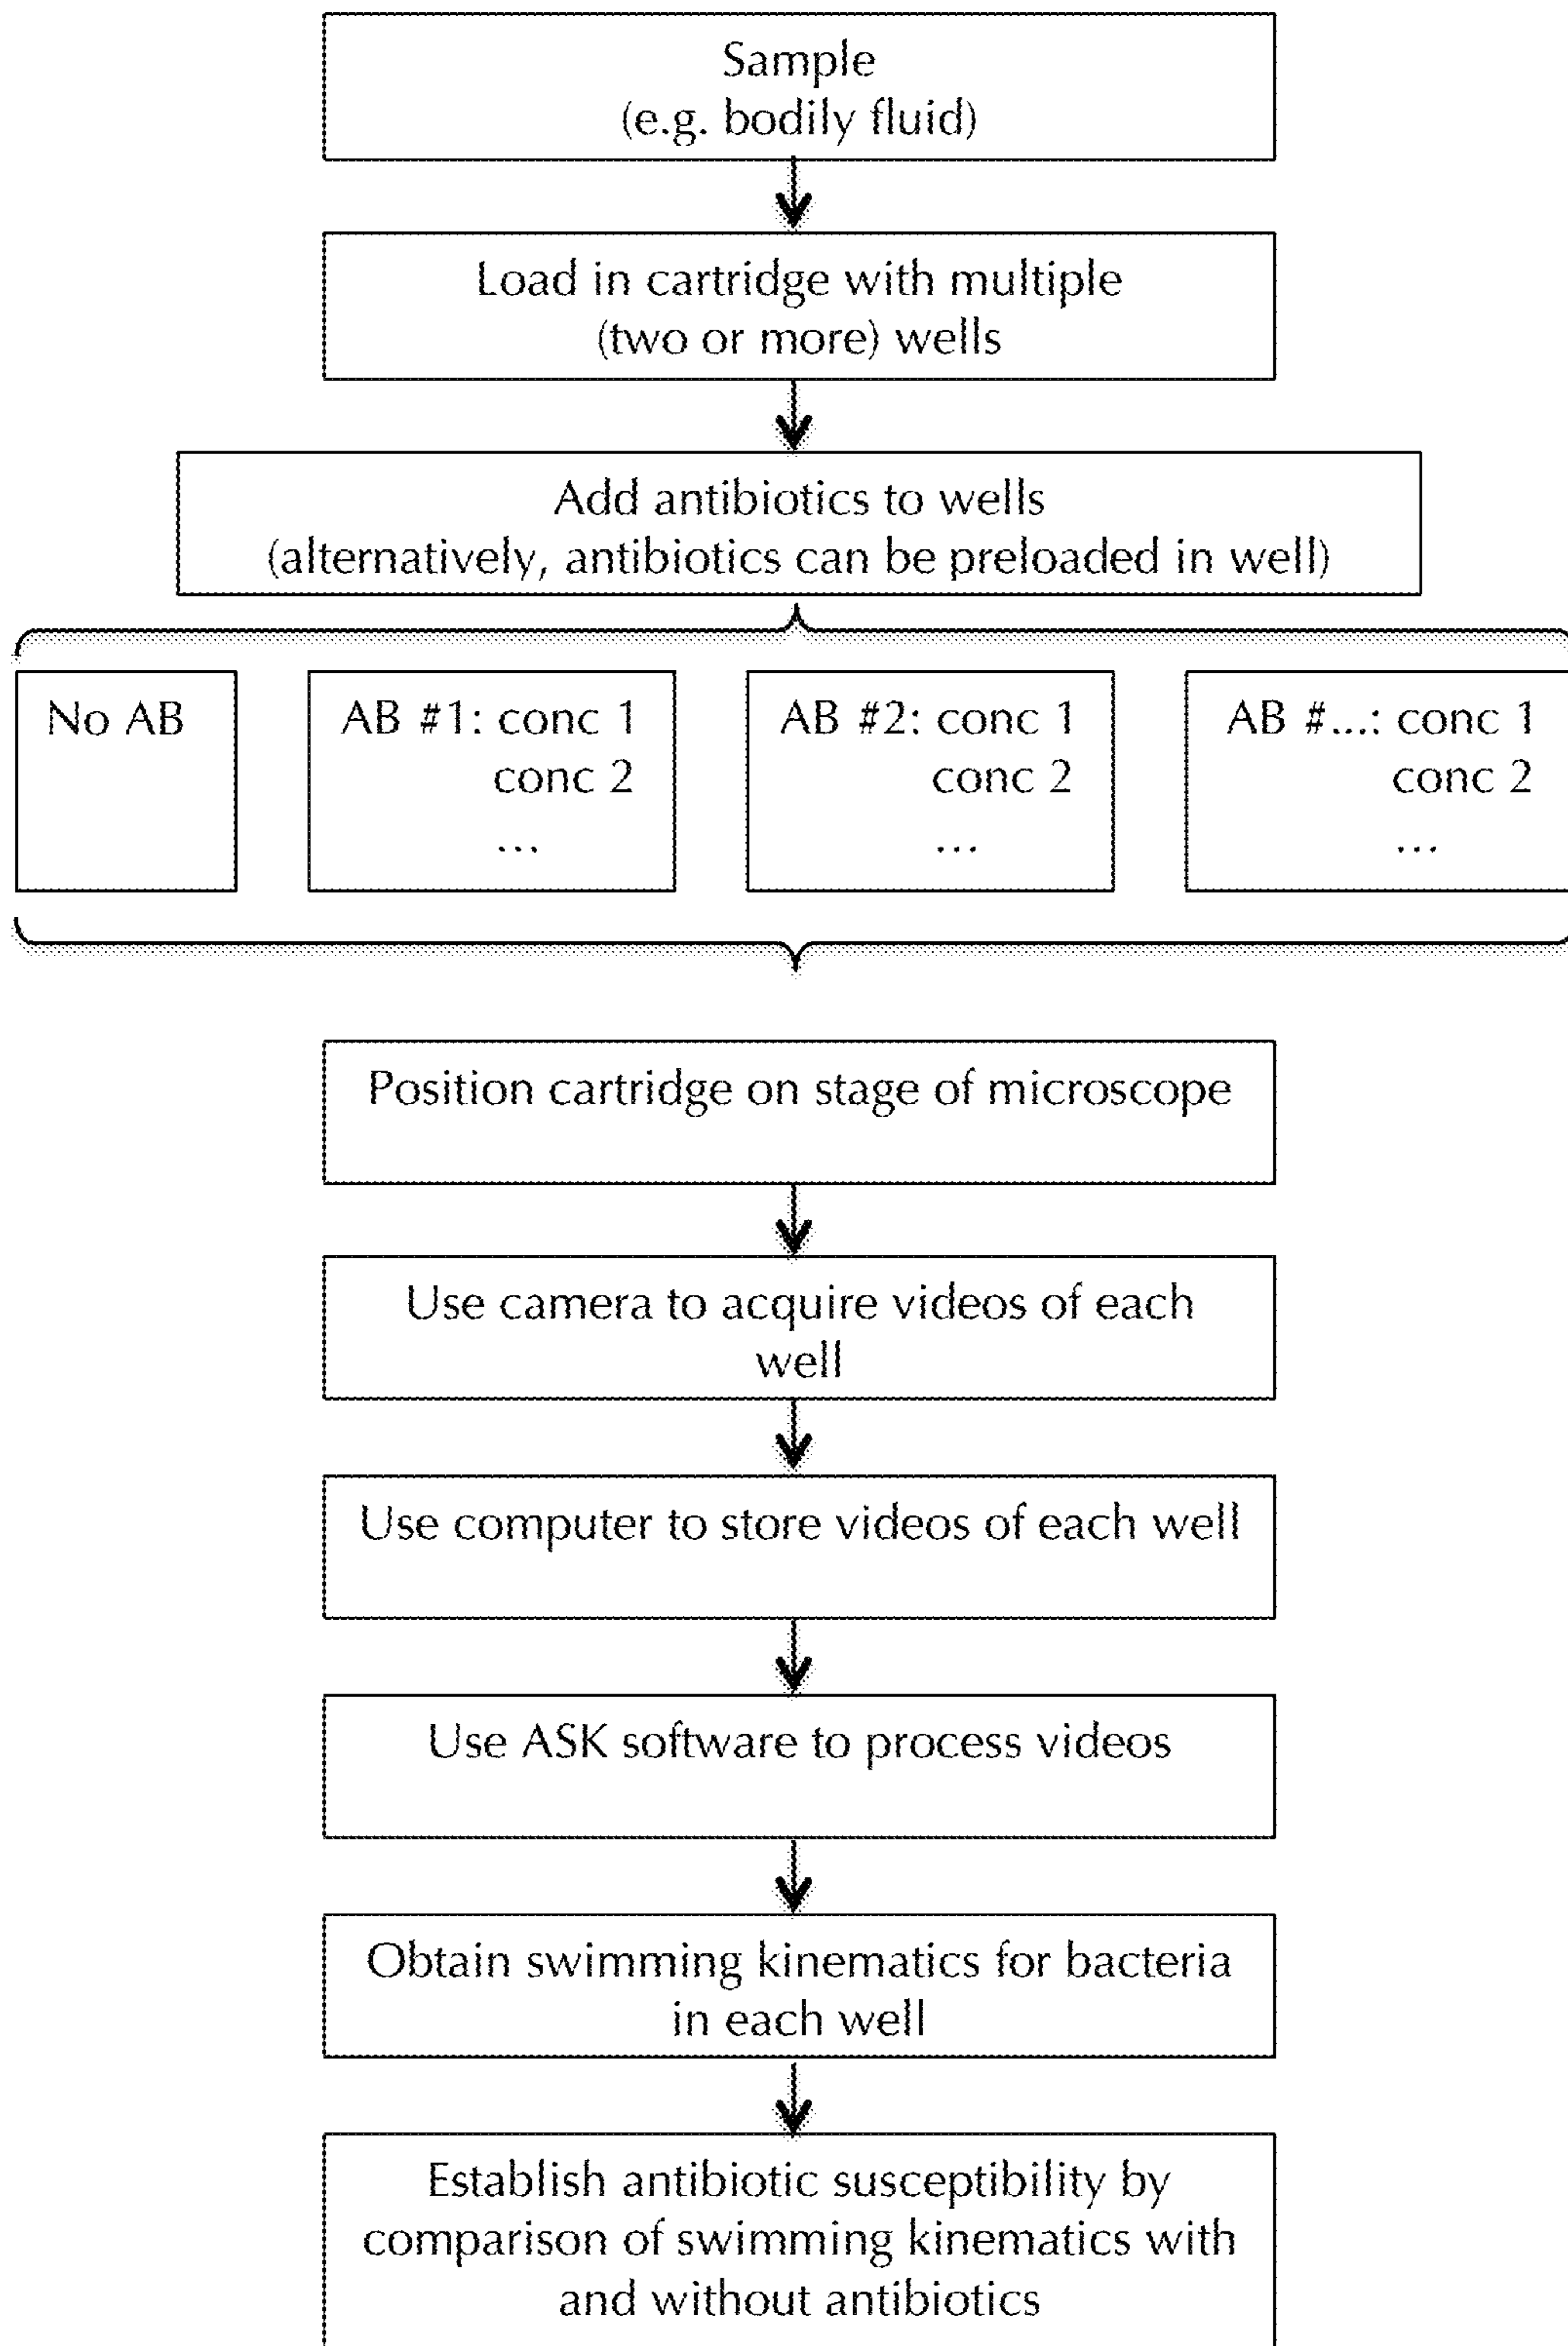 Sample
(e.g. bodily fluid)
Load in cartridge with multiple
(two or more) wells
Add antibiotics to wells
(alternatively, antibiotics can be preloaded in well)
No AB
AB #1: conc 1
conc 2
...
AB #2: conc 1
conc 2
...
AB #...: conc 1
conc 2
...
Position cartridge on stage of microscope
Use camera to acquire videos of each
well
Use computer to store videos of each well
Use ASK software to process videos
Obtain swimming kinematics for bacteria
in each well
Establish antibiotic susceptibility by
comparison of swimming kinematics with
and without antibiotics